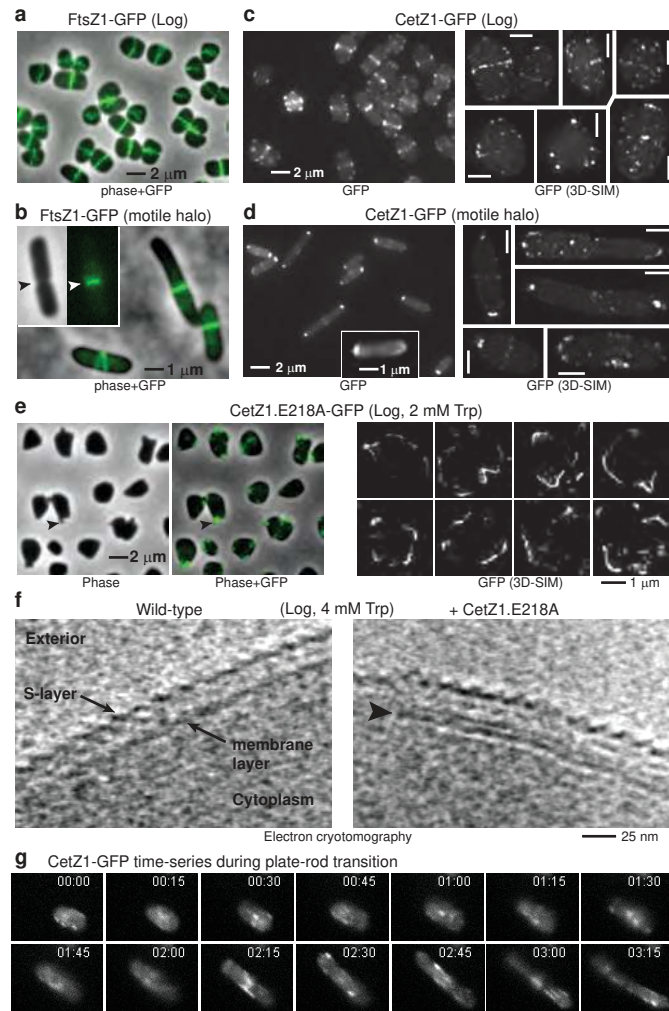 a FtsZ1-GFP (Log)
2 μm
phase+GFP
b FtsZ1-GFP (motile halo)
1 μm
phase+GFP
c CetZ1-GFP (Log)
2 μm
GFP
GFP (3D-SIM)
d CetZ1-GFP (motile halo)
2 μm
1 μm
GFP
GFP (3D-SIM)
e CetZ1.E218A-GFP (Log, 2 mM Trp)
2 μm
Phase
Phase+GFP
GFP (3D-SIM)
1 μm
f Wild-type (Log, 4 mM Trp) + CetZ1.E218A
Exterior
S-layer
membrane
layer
Cytoplasm
Electron cryotomography
25 nm
g CetZ1-GFP time-series during plate-rod transition
00:00 00:15 00:30 00:45 01:00 01:15 01:30
01:45 02:00 02:15 02:30 02:45 03:00 03:15